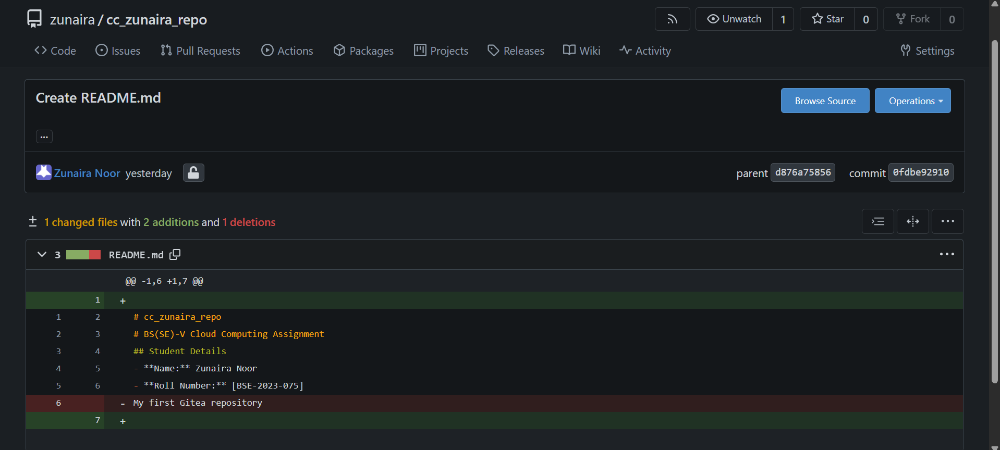 zunaira / cc_zunaira_repo
Unwatch 1
Star 0
Fork 0
Code Issues Pull Requests Actions Packages Projects Releases Wiki Activity Settings
Create README.md
Browse Source Operations
...
Zunaira Noor yesterday
parent d876a75856 commit 0fdbe92910
1 changed files with 2 additions and 1 deletions
3 README.md
@@ -1,6 +1,7 @@
1 +
1 2 # cc_zunaira_repo
2 3 # BS(SE)-V Cloud Computing Assignment
3 4 ## Student Details
4 5 - **Name:** Zunaira Noor
5 6 - **Roll Number:** [BSE-2023-075]
6 - My first Gitea repository
7 +